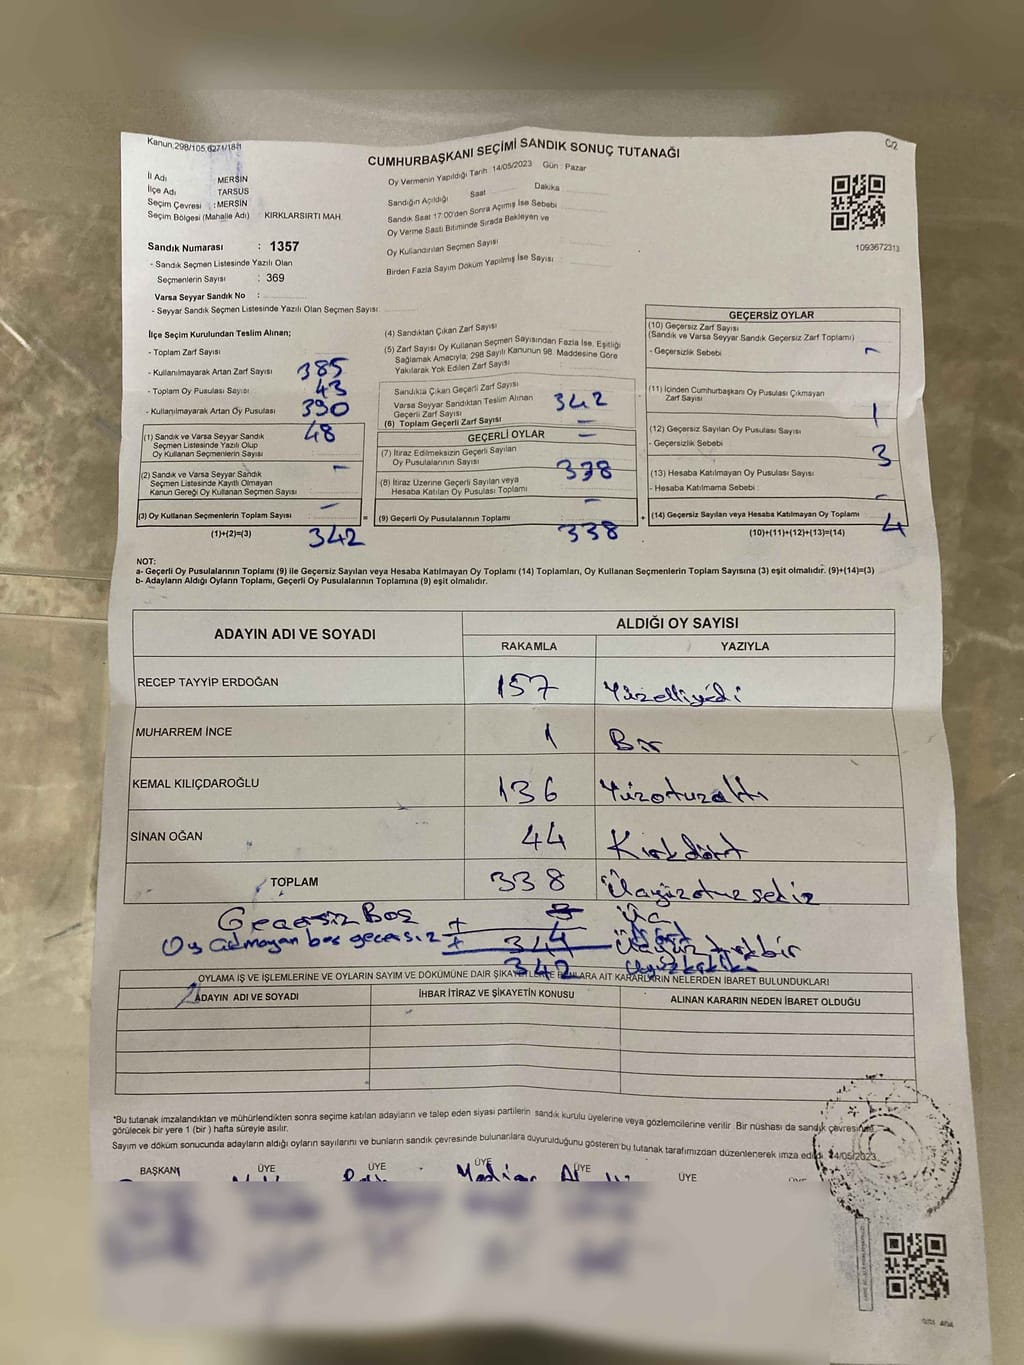 Kanun.298/105,6271/18/1
C/2
CUMHURBAŞKANI SEÇİMİ SANDIK SONUÇ TUTANAĞI
İl Adı MERSİN
İlçe Adı TARSUS
Seçim Çevresi : MERSİN
Seçim Bölgesi (Mahalle Adı) KIRKLARSIRTI MAH
Sandık Numarası : 1357
- Sandık Seçmen Listesinde Yazılı Olan
Seçmenlerin Sayısı : 369
Varsa Seyyar Sandık No :
- Seyyar Sandık Listesinde Yazılı Olan Seçmen Sayısı
Oy Vermenin Yapıldığı Tarih 14/05/2023 Gün : Pazar
Sandığın Açıldığı Saat Dakika
Sandık Saat 17:00'den Sonra Açımış İse Sebebi
Oy Verme Saati Bitiminde Sırada Bekleyen ve
Oy Kullandırılan Seçmen Sayısı
Birden Fazla Sayım Döküm Yapılmış İse Sayısı :
1093672313
İlçe Seçim Kurulundan Teslim Alınan;
- Toplam Zarf Sayısı
- Kullanılmayarak Artan Zarf Sayısı 385
- Toplam Oy Pusulası Sayısı 43
- Kullanılmayarak Artan Oy Pusulası 390
48
(1) Sandık ve Varsa Seyyar Sandık
Seçmen Listesinde Yazılı Olup
Oy Kullanan Seçmenlerin Sayısı
(2) Sandık ve Varsa Seyyar Sandık
Seçmen Listesinde Kayıtlı Olmayan
Kanun Gereği Oy Kullanan Seçmen Sayısı
(3) Oy Kullanan Seçmenlerin Toplam Sayısı
(1)+(2)=(3) 342
(4) Sandıktan Çıkan Zarf Sayısı
(5) Zarf Sayısı Oy Kullanan Seçmen Sayısından Fazla İse, Eşitliği
Sağlamak Amacıyla; 298 Sayılı Kanunun 98. Maddesine Göre
Yakılarak Yok Edilen Zarf Sayısı
Sandıkta Çıkan Geçerli Zarf Sayısı
Varsa Seyyar Sandıktan Teslim Alınan
Geçerli Zarf Sayısı 342
(6) Toplam Geçerli Zarf Sayısı
GEÇERLİ OYLAR
(7) İtiraz Edilmeksizin Geçerli Sayılan
Oy Pusulalarının Sayısı 338
(8) İtiraz Üzerine Geçerli Sayılan veya
Hesaba Katılan Oy Pusulası Toplamı
=
(9) Geçerli Oy Pusulalarının Toplamı 338
+
GEÇERSİZ OYLAR
(10) Geçersiz Zarf Sayısı
(Sandık ve Varsa Seyyar Sandık Geçersiz Zarf Toplamı)
- Geçersizlik Sebebi
(11) İçinden Cumhurbaşkanı Oy Pusulası Çıkmayan
Zarf Sayısı 1
(12) Geçersiz Sayılan Oy Pusulası Sayısı
- Geçersizlik Sebebi 3
(13) Hesaba Katılmayan Oy Pusulası Sayısı
- Hesaba Katılmama Sebebi :
(14) Geçersiz Sayılan veya Hesaba Katılmayan Oy Toplamı 4
(10)+(11)+(12)+(13)=(14)
NOT:
a- Geçerli Oy Pusulalarının Toplamı (9) ile Geçersiz Sayılan veya Hesaba Katılmayan Oy Toplamı (14) Toplamları, Oy Kullanan Seçmenlerin Toplam Sayısına (3) eşit olmalıdır. (9)+(14)=(3)
b- Adayların Aldığı Oyların Toplamı, Geçerli Oy Pusulalarının Toplamına (9) eşit olmalıdır.
ADAYIN ADI VE SOYADI ALDIĞI OY SAYISI
RAKAMLA YAZIYLA
RECEP TAYYİP ERDOĞAN 157 Yüzelliyedi
MUHARREM İNCE 1 Bir
KEMAL KILIÇDAROĞLU 136 Yüzotuzaltı
SİNAN OĞAN 44 Kırkdört
TOPLAM 338 Üçyüzotuzsekiz
Geçersiz Boş + 3 Üç
Oy çıkmayan boş geçersiz + 4
341 Üçyüz kırkbir
342
OYLAMA İŞ VE İŞLEMLERİNE VE OYLARIN SAYIM VE DÖKÜMÜNE DAİR ŞİKAYETLERLE BUNLARA AİT KARARLARIN NELERDEN İBARET BULUNDUKLARI
ADAYIN ADI VE SOYADI İHBAR İTİRAZ VE ŞİKAYETİN KONUSU ALINAN KARARIN NEDEN İBARET OLDUĞU
*Bu tutanak imzalandıktan ve mühürlendikten sonra seçime katılan adayların ve talep eden siyasi partilerin sandık kurulu üyelerine veya gözlemcilerine verilir. Bir nüshası da sandık çevresinde
görülecek bir yere 1 (bir) hafta süreyle asılır.
Sayım ve döküm sonucunda adayların aldığı oyların sayılarını ve bunların sandık çevresinde bulunanlara duyurulduğunu gösteren bu tutanak tarafımızdan düzenlenerek imza edildi. 14/05/2023
BAŞKAN ÜYE ÜYE ÜYE ÜYE ÜYE